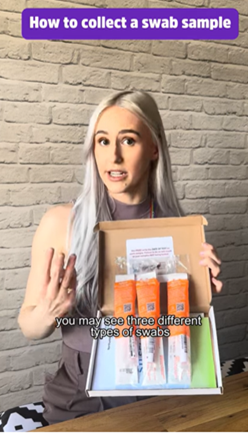 How to collect a swab sample
you may see three different
types of swabs